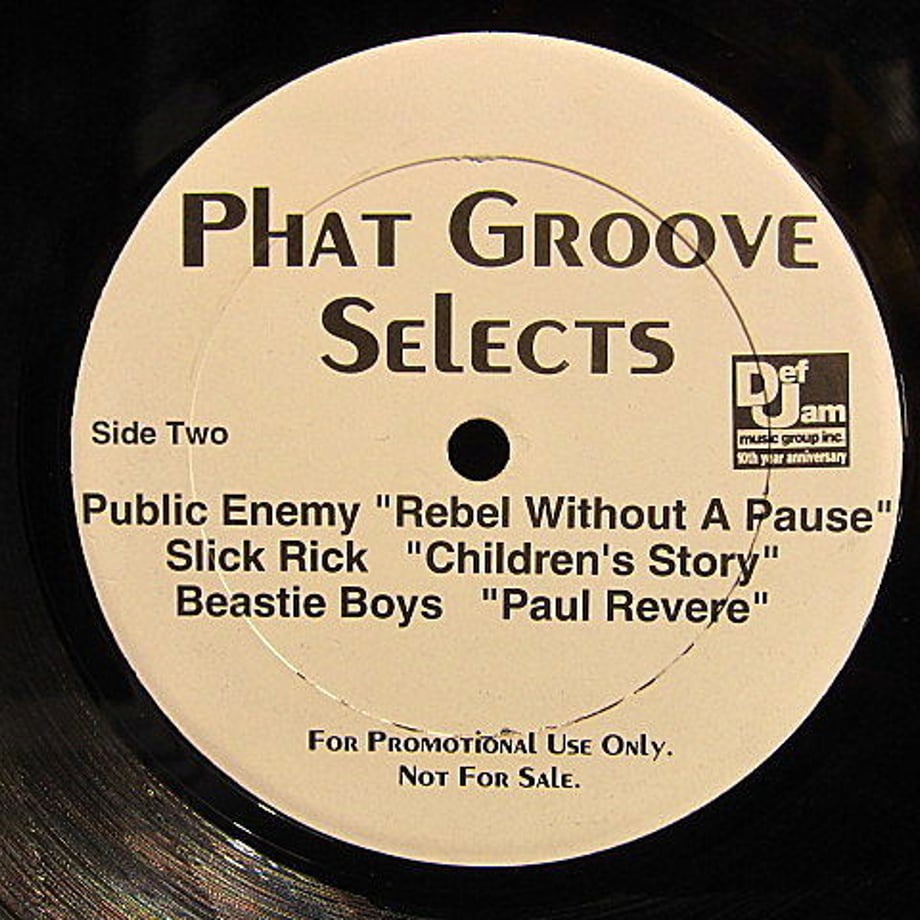 Phat Groove
Selects
Side Two
Def
Jam
music group inc.
10th year anniversary
Public Enemy "Rebel Without A Pause"
Slick Rick "Children's Story"
Beastie Boys "Paul Revere"
For Promotional Use Only.
Not For Sale.